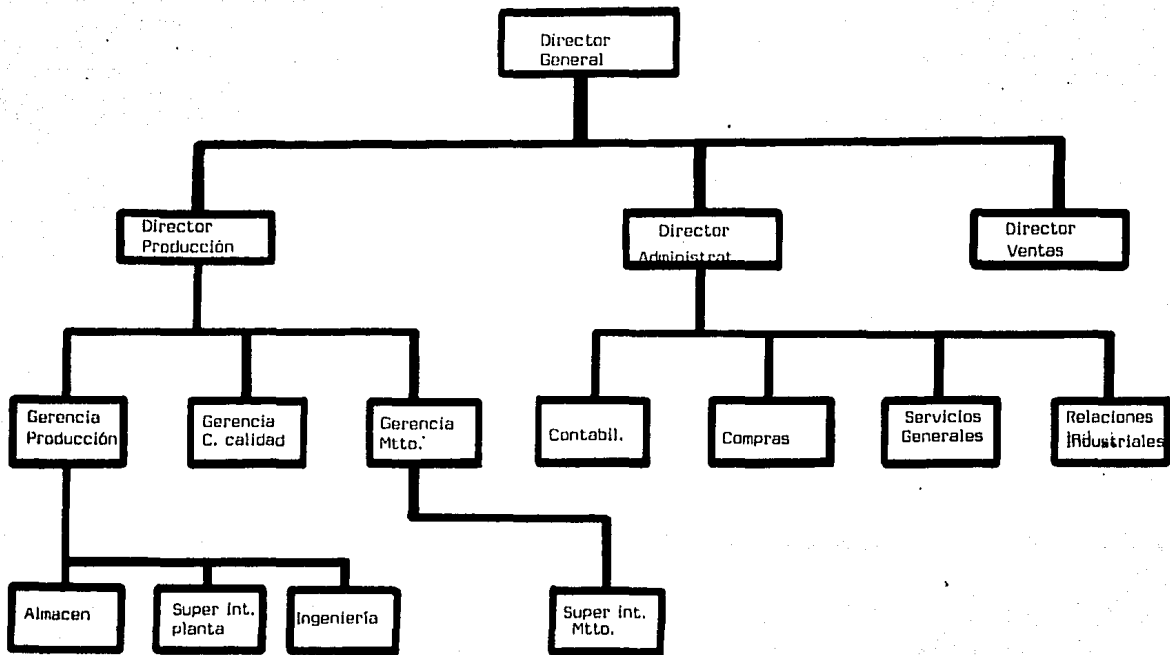 Director
General
Director
Producción
Director
Administrat.
Director
Ventas
Gerencia
Producción
Gerencia
C. calidad
Gerencia
Mtto.
Contabil.
Compras
Servicios
Generales
Relaciones
Industriales
Almacen
Super Int.
planta
Ingeniería
Super Int.
Mtto.